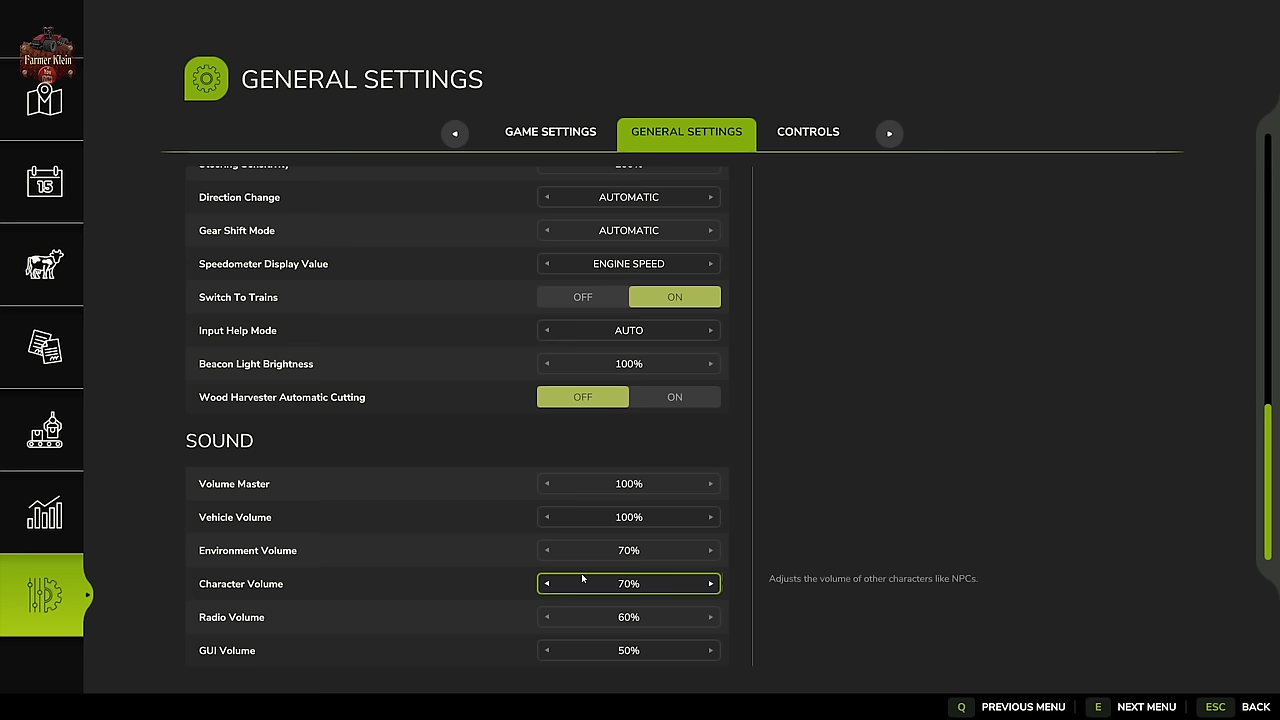 Farmer Klein
You
Tube
15
GENERAL SETTINGS
GAME SETTINGS GENERAL SETTINGS CONTROLS
Direction Change AUTOMATIC
Gear Shift Mode AUTOMATIC
Speedometer Display Value ENGINE SPEED
Switch To Trains OFF ON
Input Help Mode AUTO
Beacon Light Brightness 100%
Wood Harvester Automatic Cutting OFF ON
SOUND
Volume Master 100%
Vehicle Volume 100%
Environment Volume 70%
Character Volume 70%
Adjusts the volume of other characters like NPCs.
Radio Volume 60%
GUI Volume 50%
Q PREVIOUS MENU E NEXT MENU ESC BACK